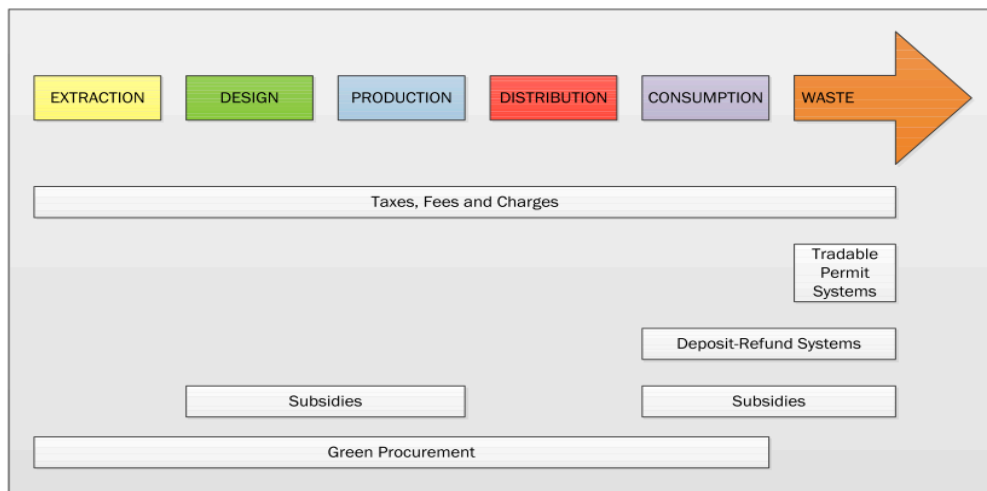 EXTRACTION DESIGN PRODUCTION DISTRIBUTION CONSUMPTION WASTE
Taxes, Fees and Charges
Tradable
Permit
Systems
Deposit-Refund Systems
Subsidies Subsidies
Green Procurement